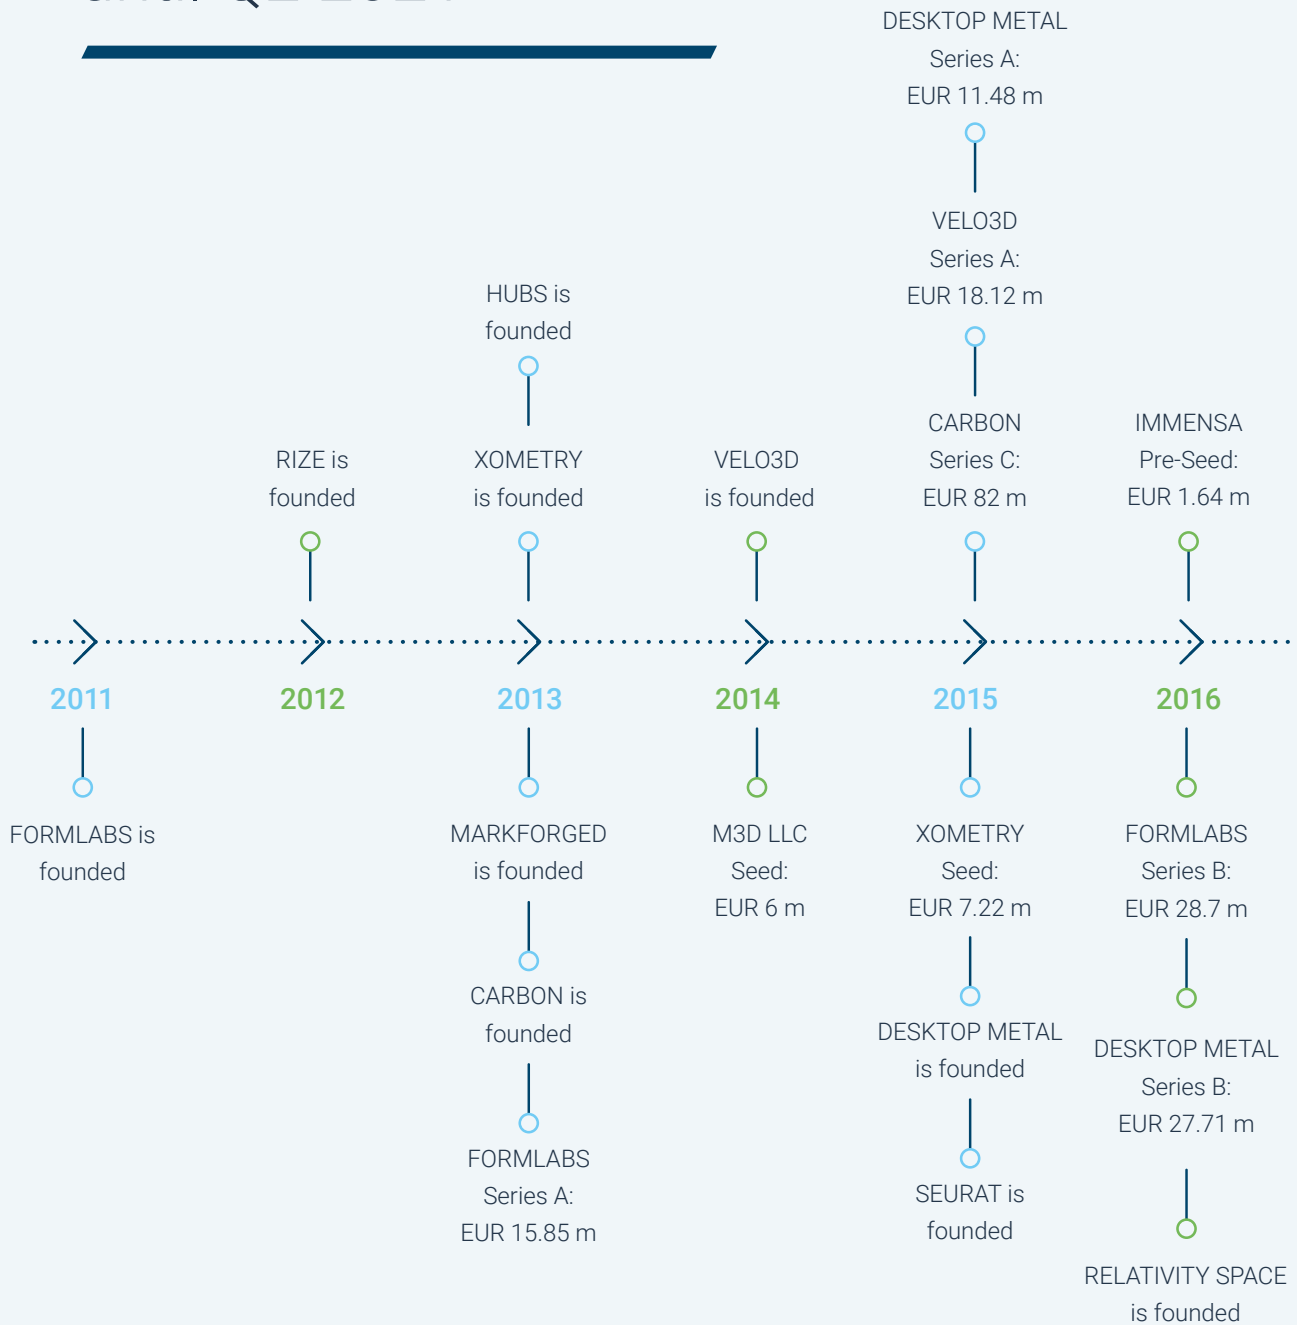 DESKTOP METAL
Series A:
EUR 11.48 m
VELO3D
Series A:
EUR 18.12 m
HUBS is
founded
CARBON
Series C:
EUR 82 m
IMMENSA
Pre-Seed:
EUR 1.64 m
RIZE is
founded
XOMETRY
is founded
VELO3D
is founded
2011
2012
2013
2014
2015
2016
FORMLABS is
founded
MARKFORGED
is founded
CARBON is
founded
FORMLABS
Series A:
EUR 15.85 m
M3D LLC
Seed:
EUR 6 m
XOMETRY
Seed:
EUR 7.22 m
DESKTOP METAL
is founded
SEURAT is
founded
FORMLABS
Series B:
EUR 28.7 m
DESKTOP METAL
Series B:
EUR 27.71 m
RELATIVITY SPACE
is founded